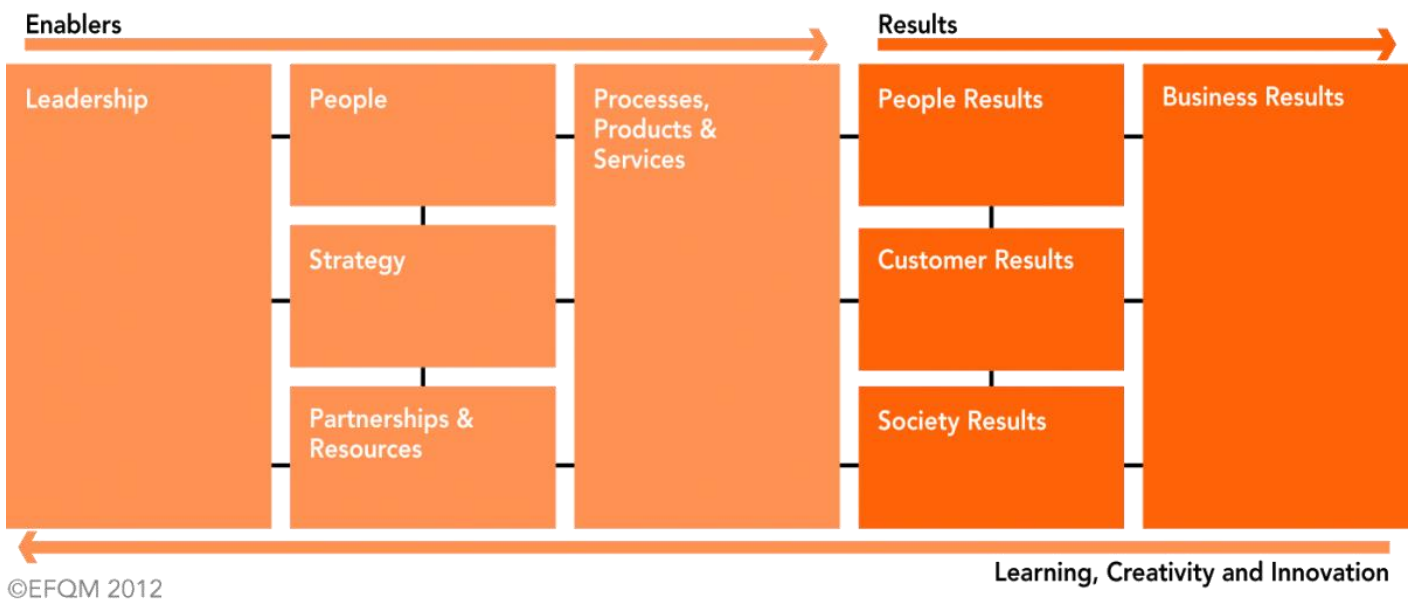 Enablers
Results
Leadership
People
Processes,
Products &
Services
People Results
Business Results
Strategy
Customer Results
Partnerships &
Resources
Society Results
Learning, Creativity and Innovation
©EFQM 2012